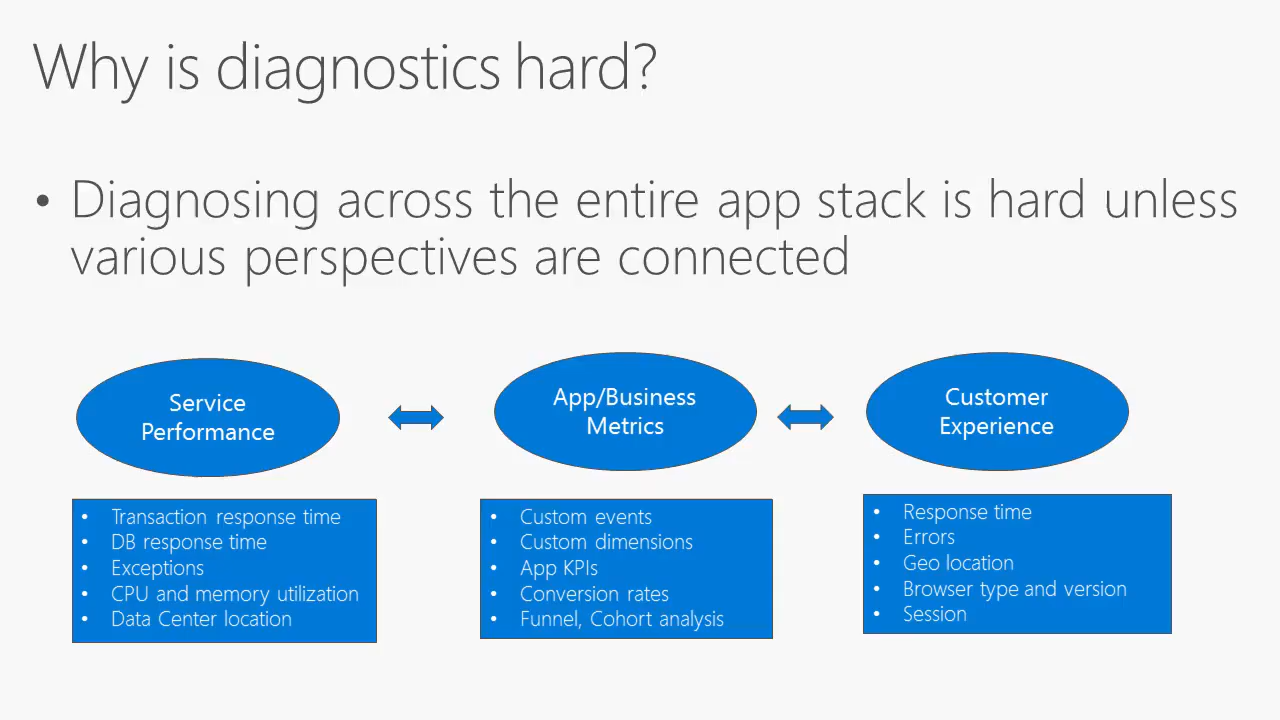 Why is diagnostics hard?
• Diagnosing across the entire app stack is hard unless
various perspectives are connected
Service
Performance
• Transaction response time
• DB response time
• Exceptions
• CPU and memory utilization
• Data Center location
App/Business
Metrics
• Custom events
• Custom dimensions
• App KPIs
• Conversion rates
• Funnel, Cohort analysis
Customer
Experience
• Response time
• Errors
• Geo location
• Browser type and version
• Session